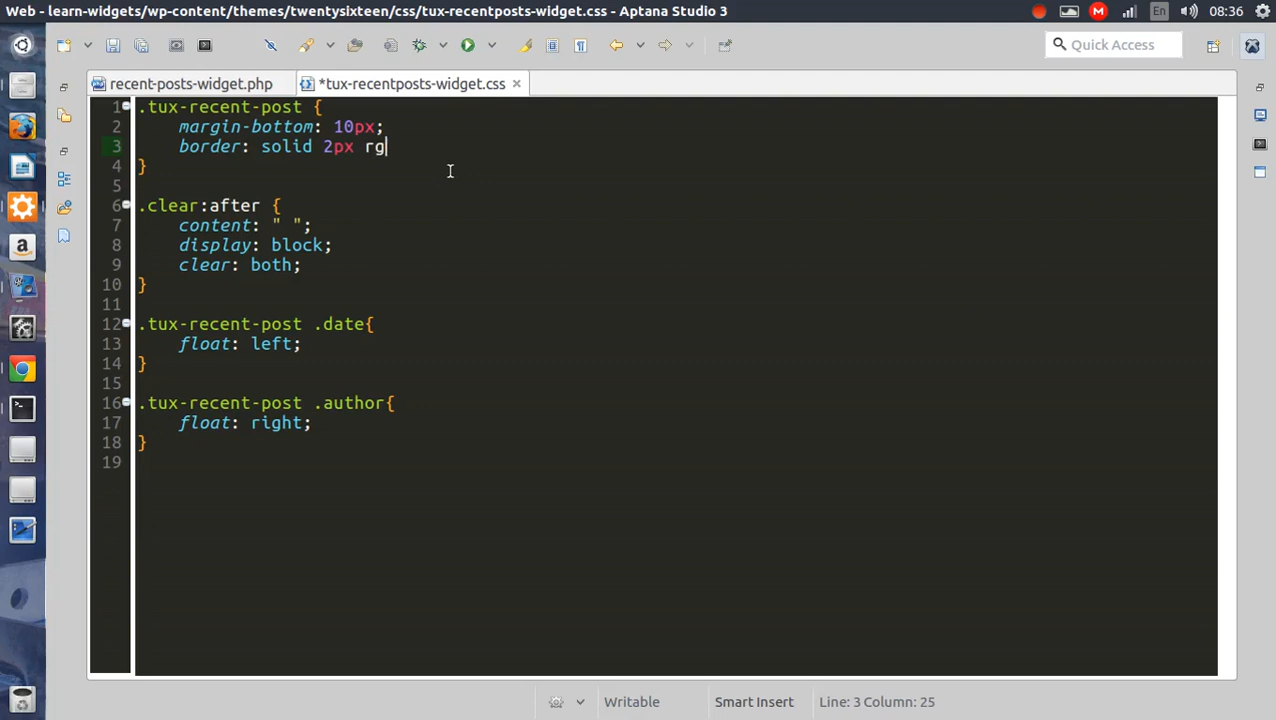 Web - learn-widgets/wp-content/themes/twentysixteen/css/tux-recentposts-widget.css - Aptana Studio 3
M
En
08:36
Quick Access
recent-posts-widget.php
*tux-recentposts-widget.css
1 .tux-recent-post {
2 margin-bottom: 10px;
3 border: solid 2px rg
4 }
5
6 .clear:after {
7 content: " ";
8 display: block;
9 clear: both;
10 }
11
12 .tux-recent-post .date{
13 float: left;
14 }
15
16 .tux-recent-post .author{
17 float: right;
18 }
19
Writable
Smart Insert
Line: 3 Column: 25